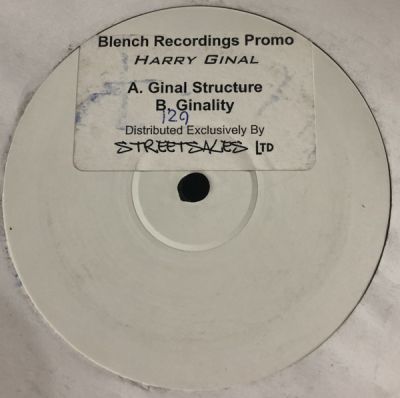 Blench Recordings Promo
HARRY GINAL
A. Ginal Structure
B. Ginality
129
Distributed Exclusively By
STREETSALES LTD